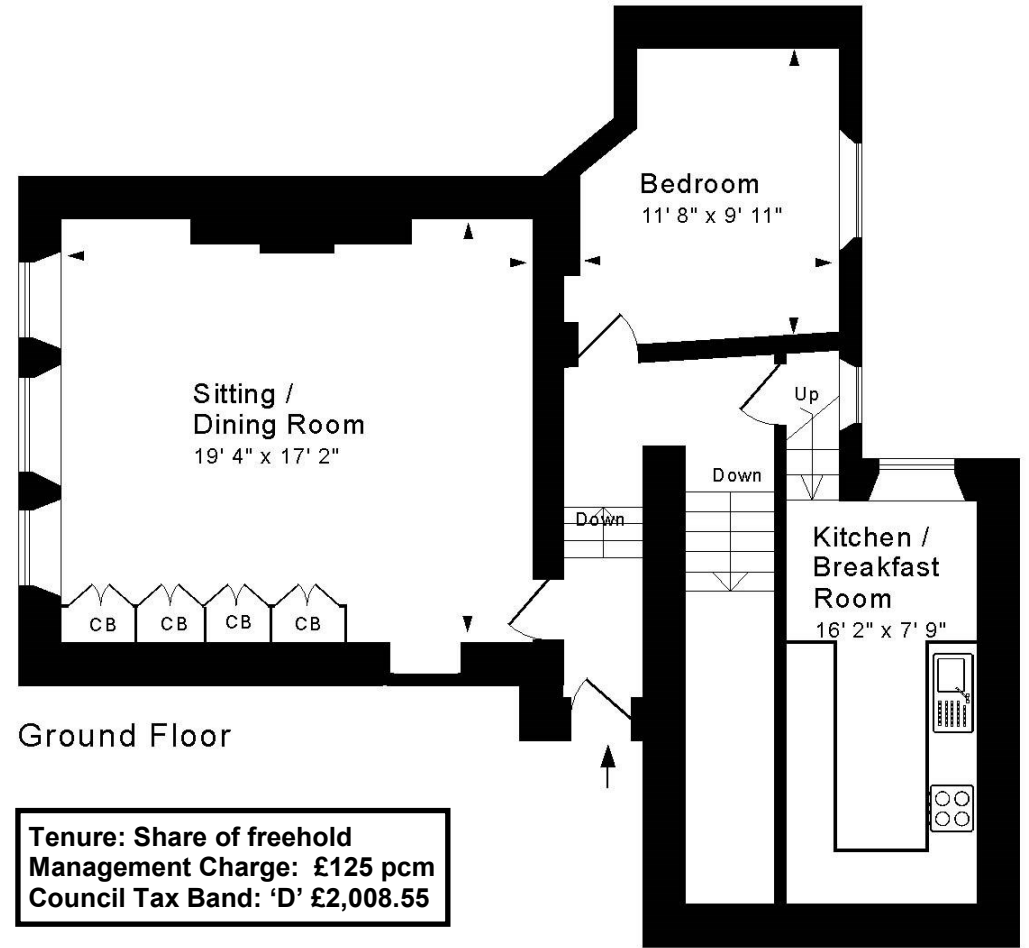 Bedroom
11' 8" x 9' 11"
Sitting /
Dining Room
19' 4" x 17' 2"
Up
Down
Down
Kitchen /
Breakfast
Room
16' 2" x 7' 9"
CB
CB
CB
CB
Ground Floor
Tenure: Share of freehold
Management Charge: £125 pcm
Council Tax Band: ‘D’ £2,008.55